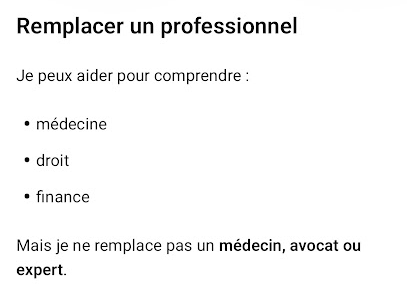 Remplacer un professionnel
Je peux aider pour comprendre :
• médecine
• droit
• finance
Mais je ne remplace pas un médecin, avocat ou
expert.